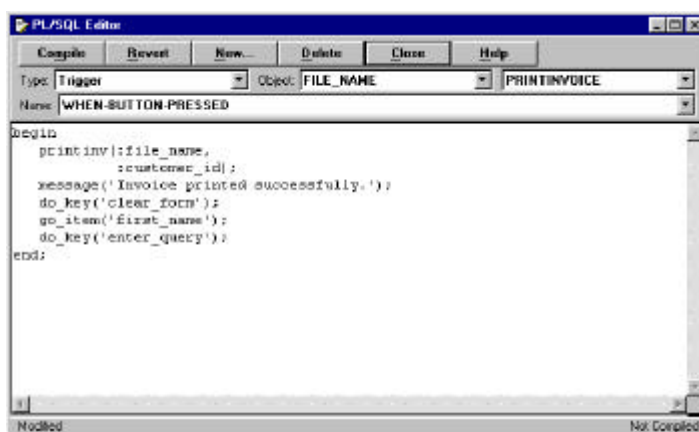 PL/SQL Editor
Compile Revert New... Delete Close Help
Type: Trigger Object: FILE_NAME PRINTINVOICE
Name: WHEN-BUTTON-PRESSED
begin
printinv(:file_name,
:customer_id);
message('Invoice printed successfully.');
do_key('clear_form');
go_item('first_name');
do_key('enter_query');
end;
Modified Not Compiled